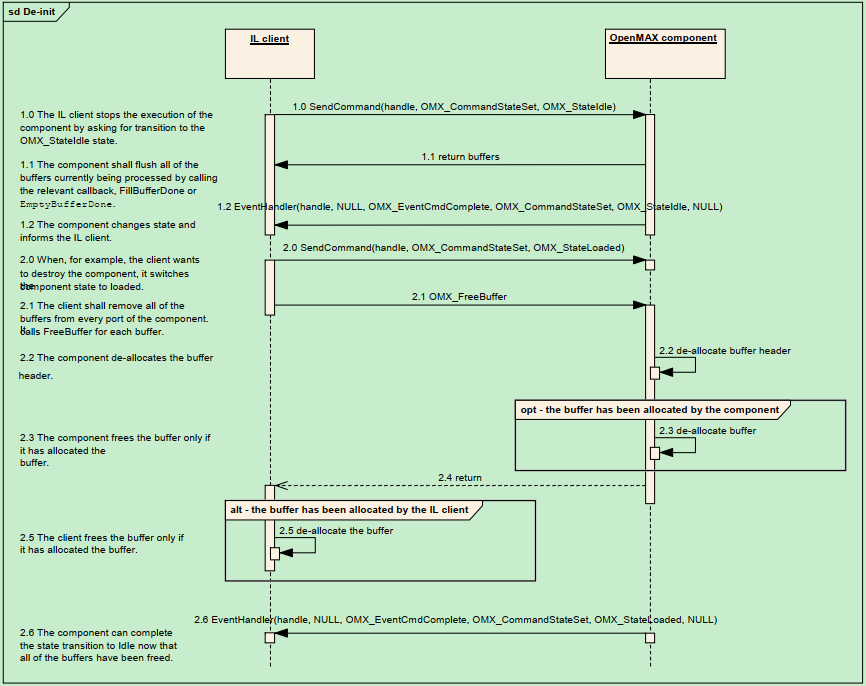 sd De-init
IL client
OpenMAX component
1.0 SendCommand(handle, OMX_CommandStateSet, OMX_StateIdle)
1.0 The IL client stops the execution of the
component by asking for transition to the
OMX_StateIdle state.
1.1 return buffers
1.1 The component shall flush all of the
buffers currently being processed by calling
the relevant callback, FillBufferDone or
EmptyBufferDone.
1.2 EventHandler(handle, NULL, OMX_EventCmdComplete, OMX_CommandStateSet, OMX_StateIdle, NULL)
1.2 The component changes state and
informs the IL client.
2.0 SendCommand(handle, OMX_CommandStateSet, OMX_StateLoaded)
2.0 When, for example, the client wants
to destroy the component, it switches
the
component state to loaded.
2.1 OMX_FreeBuffer
2.1 The client shall remove all of the
buffers from every port of the component.
It
calls FreeBuffer for each buffer.
2.2 de-allocate buffer header
2.2 The component de-allocates the buffer
header.
opt - the buffer has been allocated by the component
2.3 de-allocate buffer
2.3 The component frees the buffer only if
it has allocated the
buffer.
2.4 return
alt - the buffer has been allocated by the IL client
2.5 de-allocate the buffer
2.5 The client frees the buffer only if
it has allocated the buffer.
2.6 EventHandler(handle, NULL, OMX_EventCmdComplete, OMX_CommandStateSet, OMX_StateLoaded, NULL)
2.6 The component can complete
the state transition to Idle now that
all of the buffers have been freed.